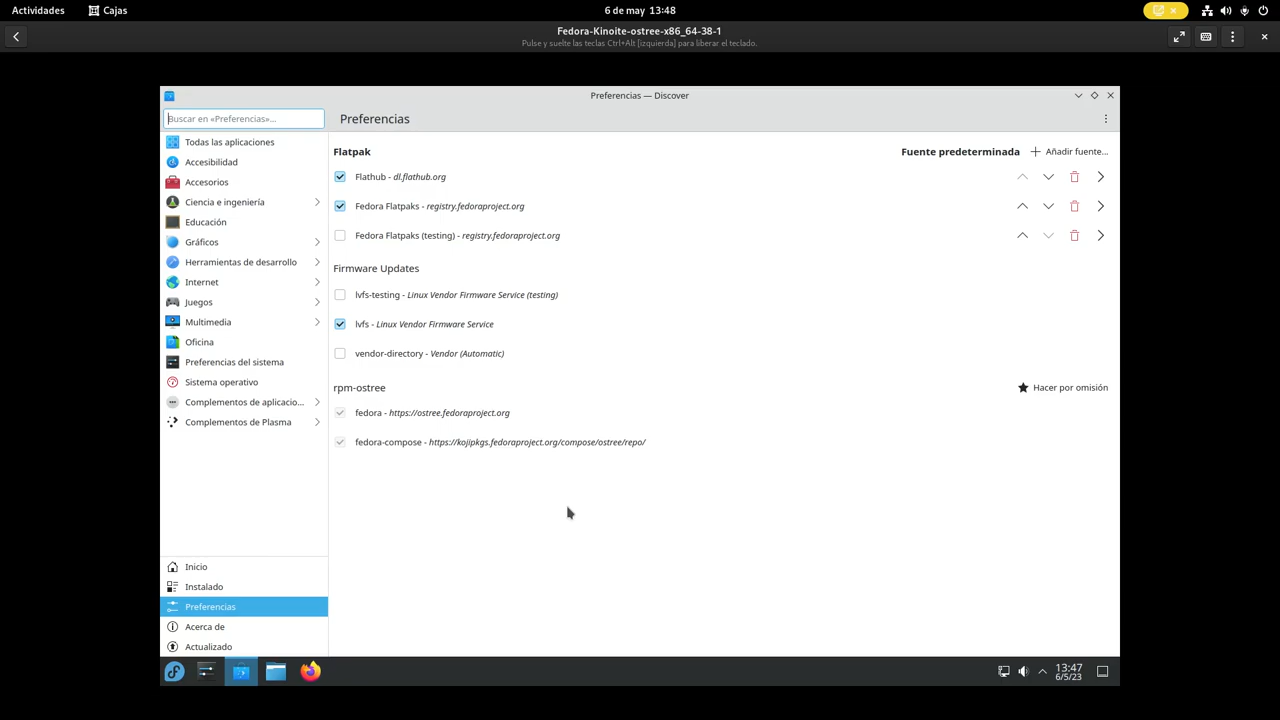 Actividades
Cajas
6 de may 13:48
Fedora-Kinoite-ostree-x86_64-38-1
Pulse y suelte las teclas Ctrl+Alt [izquierda] para liberar el teclado.
Preferencias — Discover
Buscar en «Preferencias»...
Preferencias
Todas las aplicaciones
Accesibilidad
Accesorios
Ciencia e ingeniería
Educación
Gráficos
Herramientas de desarrollo
Internet
Juegos
Multimedia
Oficina
Preferencias del sistema
Sistema operativo
Complementos de aplicacio...
Complementos de Plasma
Inicio
Instalado
Preferencias
Acerca de
Actualizado
Flatpak
Fuente predeterminada
Añadir fuente...
Flathub - dl.flathub.org
Fedora Flatpaks - registry.fedoraproject.org
Fedora Flatpaks (testing) - registry.fedoraproject.org
Firmware Updates
lvfs-testing - Linux Vendor Firmware Service (testing)
lvfs - Linux Vendor Firmware Service
vendor-directory - Vendor (Automatic)
rpm-ostree
Hacer por omisión
fedora - https://ostree.fedoraproject.org
fedora-compose - https://kojipkgs.fedoraproject.org/compose/ostree/repo/
13:47
6/5/23